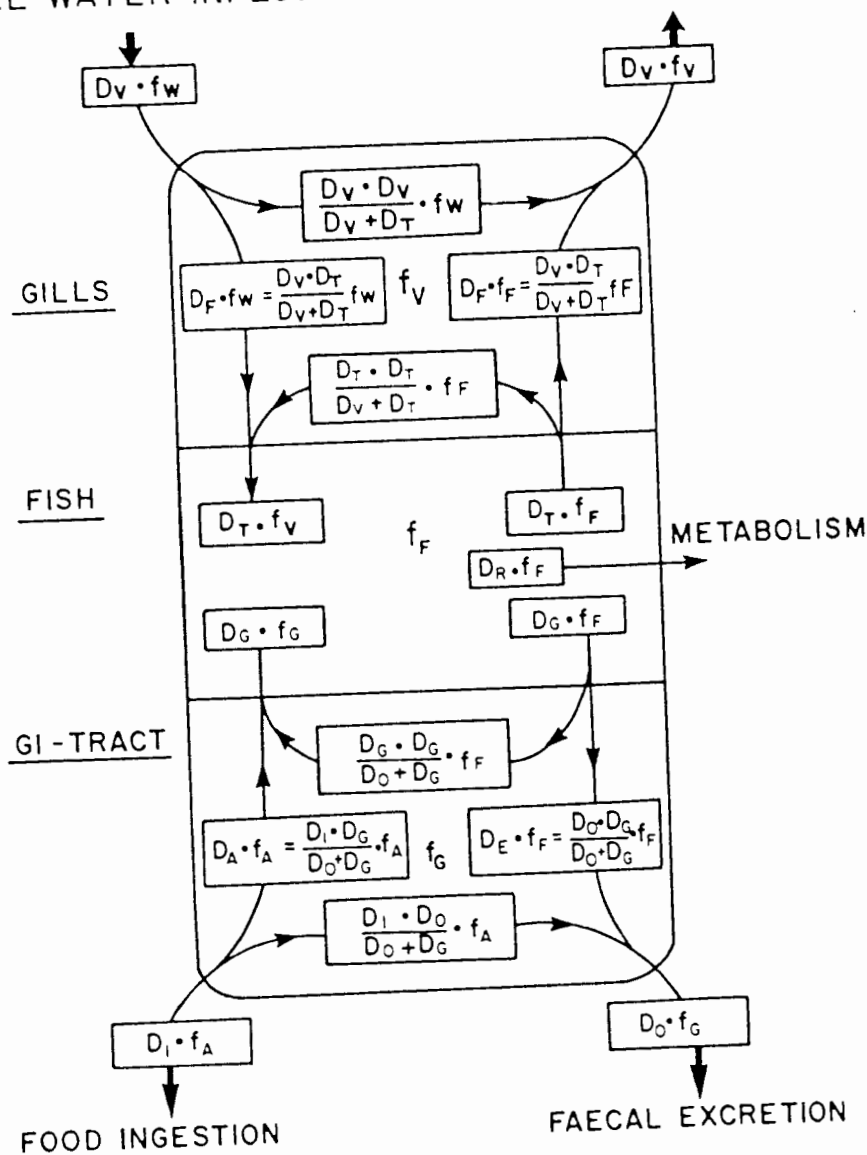 WATER
Dv • fw
Dv • fv
Dv • Dv / Dv + DT • fw
GILLS
DF • fw = Dv • DT / Dv + DT fw
fv
DF • fF = Dv • DT / Dv + DT fF
DT • DT / Dv + DT • fF
FISH
DT • fv
fF
DT • fF
METABOLISM
DR • fF
DG • fG
DG • fF
GI-TRACT
DG • DG / DO + DG • fF
DA • fA = DI • DG / DO + DG • fA
fG
DE • fF = DO • DG / DO + DG • fF
DI • DO / DO + DG • fA
DI • fA
DO • fG
FOOD INGESTION
FAECAL EXCRETION